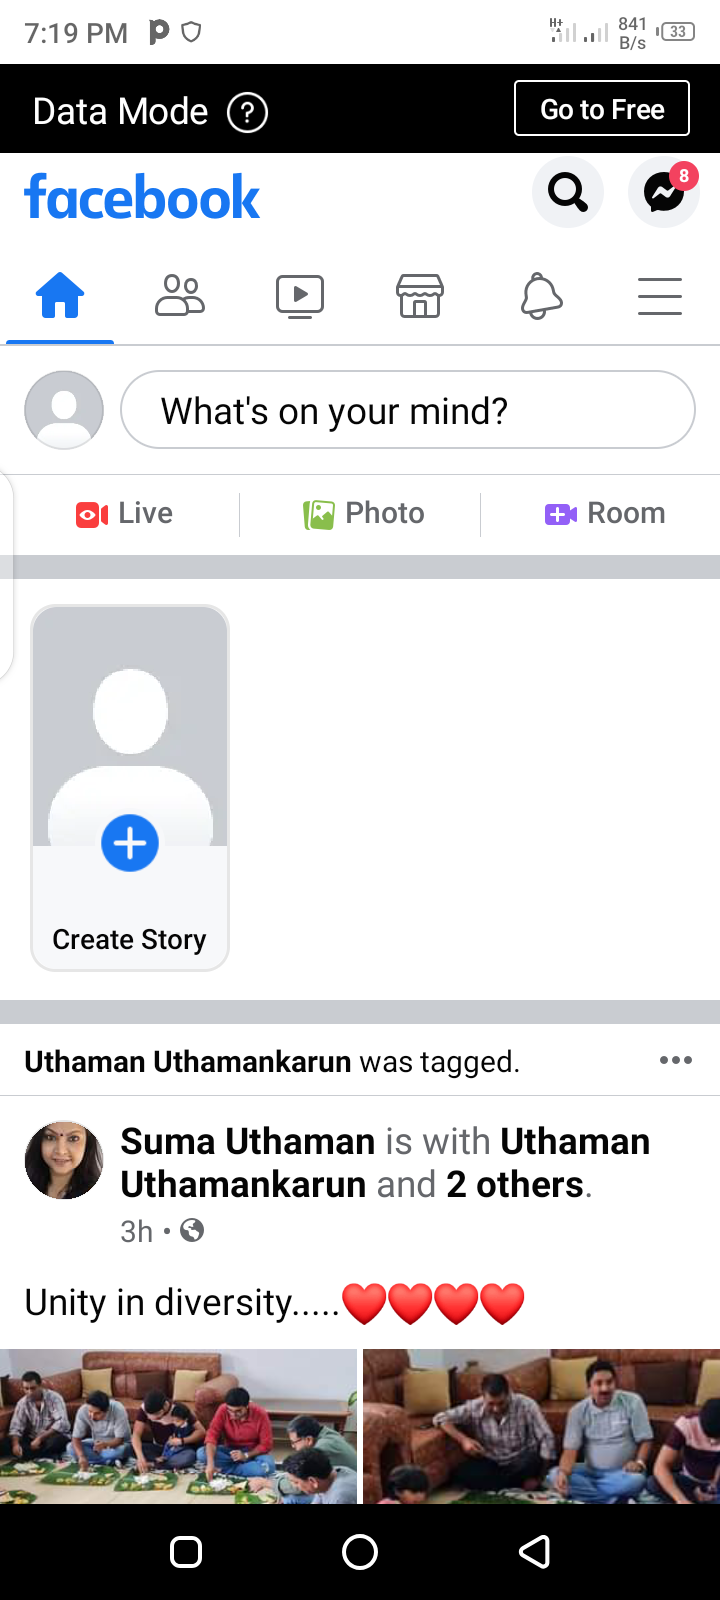 7:19 PM
H+
841
B/s
33
Data Mode ?
Go to Free
facebook
8
What's on your mind?
Live
Photo
Room
Create Story
Uthaman Uthamankarun was tagged.
Suma Uthaman is with Uthaman
Uthamankarun and 2 others.
3h •
Unity in diversity.....❤️❤️❤️❤️